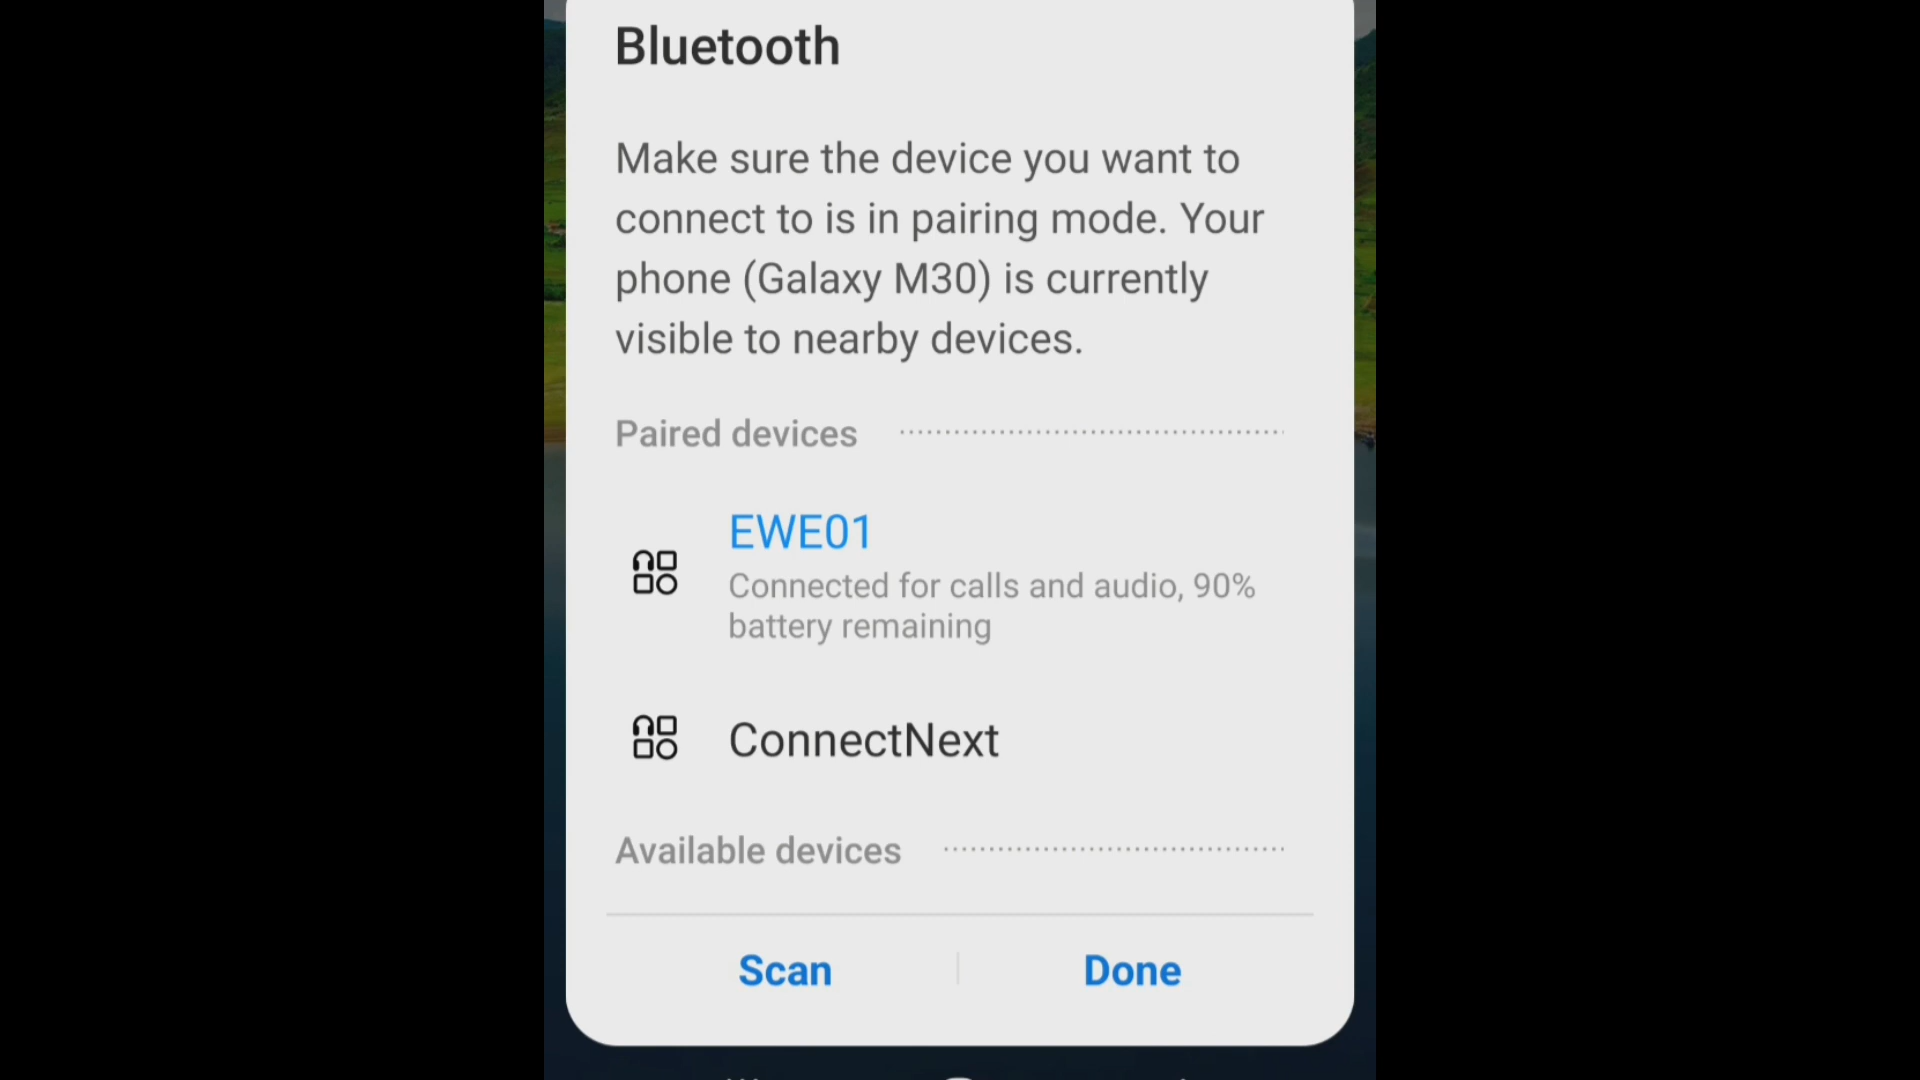 Bluetooth
Make sure the device you want to
connect to is in pairing mode. Your
phone (Galaxy M30) is currently
visible to nearby devices.
Paired devices
EWE01
Connected for calls and audio, 90%
battery remaining
ConnectNext
Available devices
Scan
Done